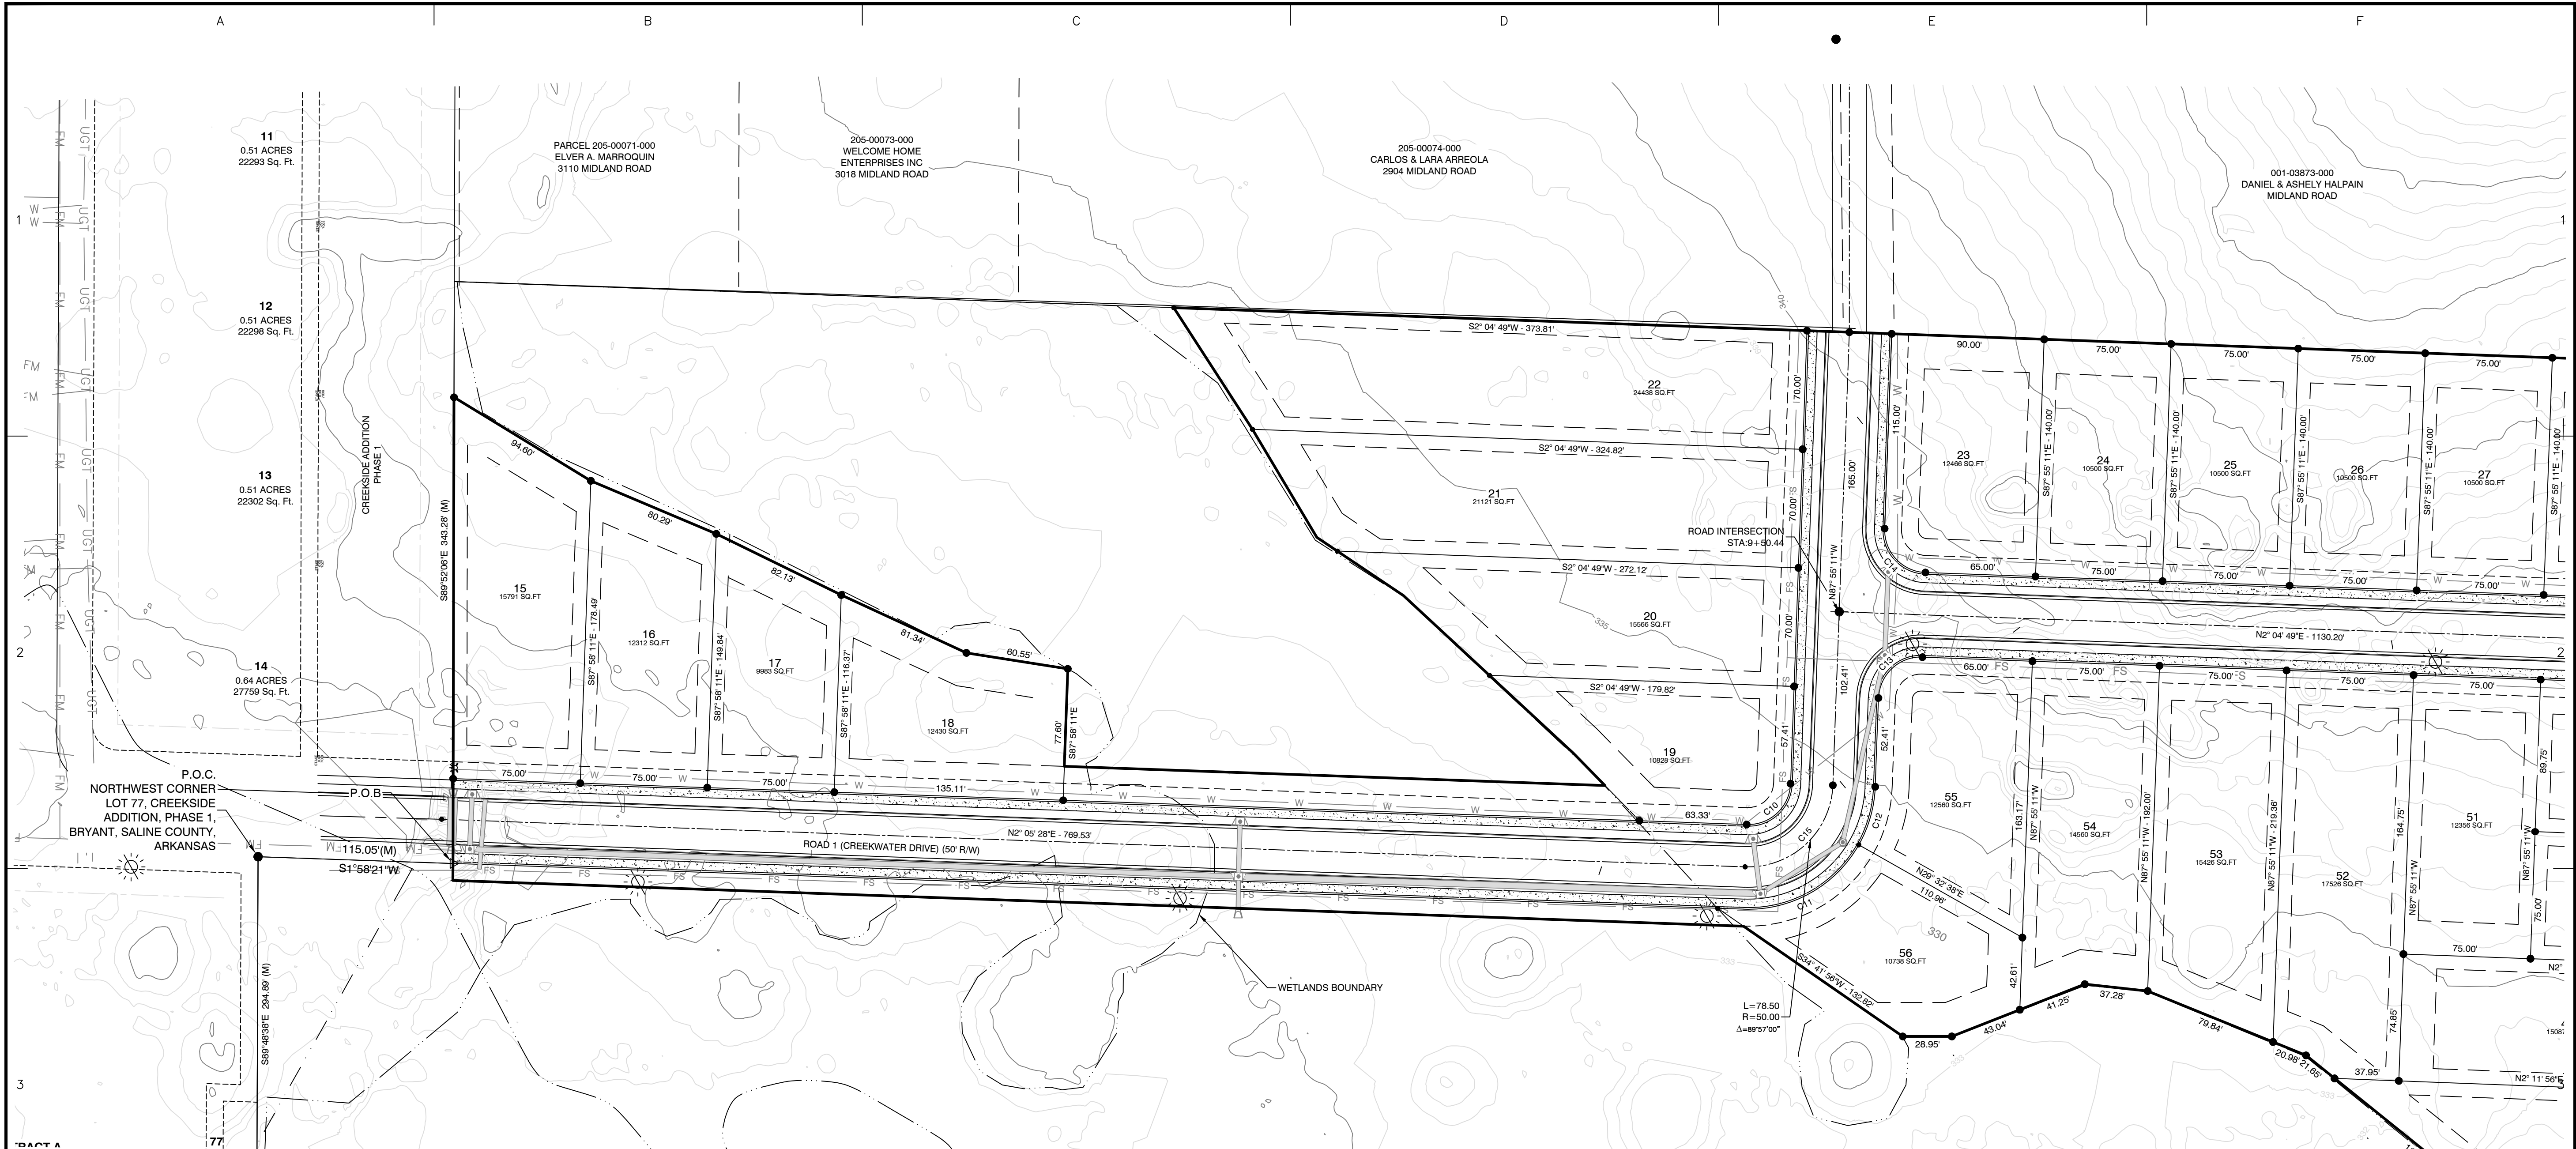 A B C D E F
1
2
3
FM
UGT
W
W
11
0.51 ACRES
22293 Sq. Ft.
12
0.51 ACRES
22298 Sq. Ft.
13
0.51 ACRES
22302 Sq. Ft.
14
0.64 ACRES
27759 Sq. Ft.
CREEKSIDE ADDITION
PHASE 1
PARCEL 205-00071-000
ELVER A. MARROQUIN
3110 MIDLAND ROAD
205-00073-000
WELCOME HOME
ENTERPRISES INC
3018 MIDLAND ROAD
205-00074-000
CARLOS & LARA ARREOLA
2904 MIDLAND ROAD
001-03873-000
DANIEL & ASHELY HALPAIN
MIDLAND ROAD
340
S2° 04' 49"W - 373.81'
22
24438 SQ.FT
70.00'
S2° 04' 49"W - 324.82'
21
21121 SQ.FT
70.00'
S2° 04' 49"W - 272.12'
20
15566 SQ.FT
335
70.00'
S2° 04' 49"W - 179.82'
19
10828 SQ.FT
57.41'
63.33'
C10
ROAD INTERSECTION
STA:9+50.44
N87° 55' 11"W
165.00'
102.41'
115.00'
90.00'
75.00'
75.00'
75.00'
75.00'
23
12466 SQ.FT
S87° 55' 11"E - 140.00'
24
10500 SQ.FT
S87° 55' 11"E - 140.00'
25
10500 SQ.FT
S87° 55' 11"E - 140.00'
26
10500 SQ.FT
S87° 55' 11"E - 140.00'
27
10500 SQ.FT
S87° 55' 11"E - 140.00'
C14
65.00'
75.00'
75.00'
75.00'
75.00'
N2° 04' 49"E - 1130.20'
C13
65.00'
75.00'
75.00'
75.00'
75.00'
FS
52.41'
C12
C15
C11
S89°52'06"E 343.28' (M)
94.60'
80.29'
82.13'
81.34'
60.55'
77.60'
S87° 58' 11"E
15
15791 SQ.FT
S87° 58' 11"E - 178.49'
16
12312 SQ.FT
S87° 58' 11"E - 149.84'
17
9983 SQ.FT
S87° 58' 11"E - 116.37'
18
12430 SQ.FT
75.00'
75.00'
75.00'
135.11'
N2° 05' 28"E - 769.53'
ROAD 1 (CREEKWATER DRIVE) (50' R/W)
P.O.C.
NORTHWEST CORNER
LOT 77, CREEKSIDE
ADDITION, PHASE 1,
BRYANT, SALINE COUNTY,
ARKANSAS
P.O.B
115.05'(M)
S1°58'21"W
S89°48'38"E 294.89' (M)
77
WETLANDS BOUNDARY
L=78.50
R=50.00
Δ=89°57'00"
55
12560 SQ.FT
163.17'
N87° 55' 11"W
54
14560 SQ.FT
N87° 55' 11"W - 192.00'
53
15426 SQ.FT
N87° 55' 11"W - 219.36'
52
17526 SQ.FT
164.75'
N87° 55' 11"W
51
12356 SQ.FT
89.75'
N87° 55' 11"W
75.00'
75.00'
N29° 32' 38"E
110.96'
330
56
10738 SQ.FT
S34° 41' 56"W - 132.82'
42.61'
28.95'
43.04'
41.25'
37.28'
79.84'
20.98'
21.65'
37.95'
74.85'
N2° 11' 56"E
333
333
332